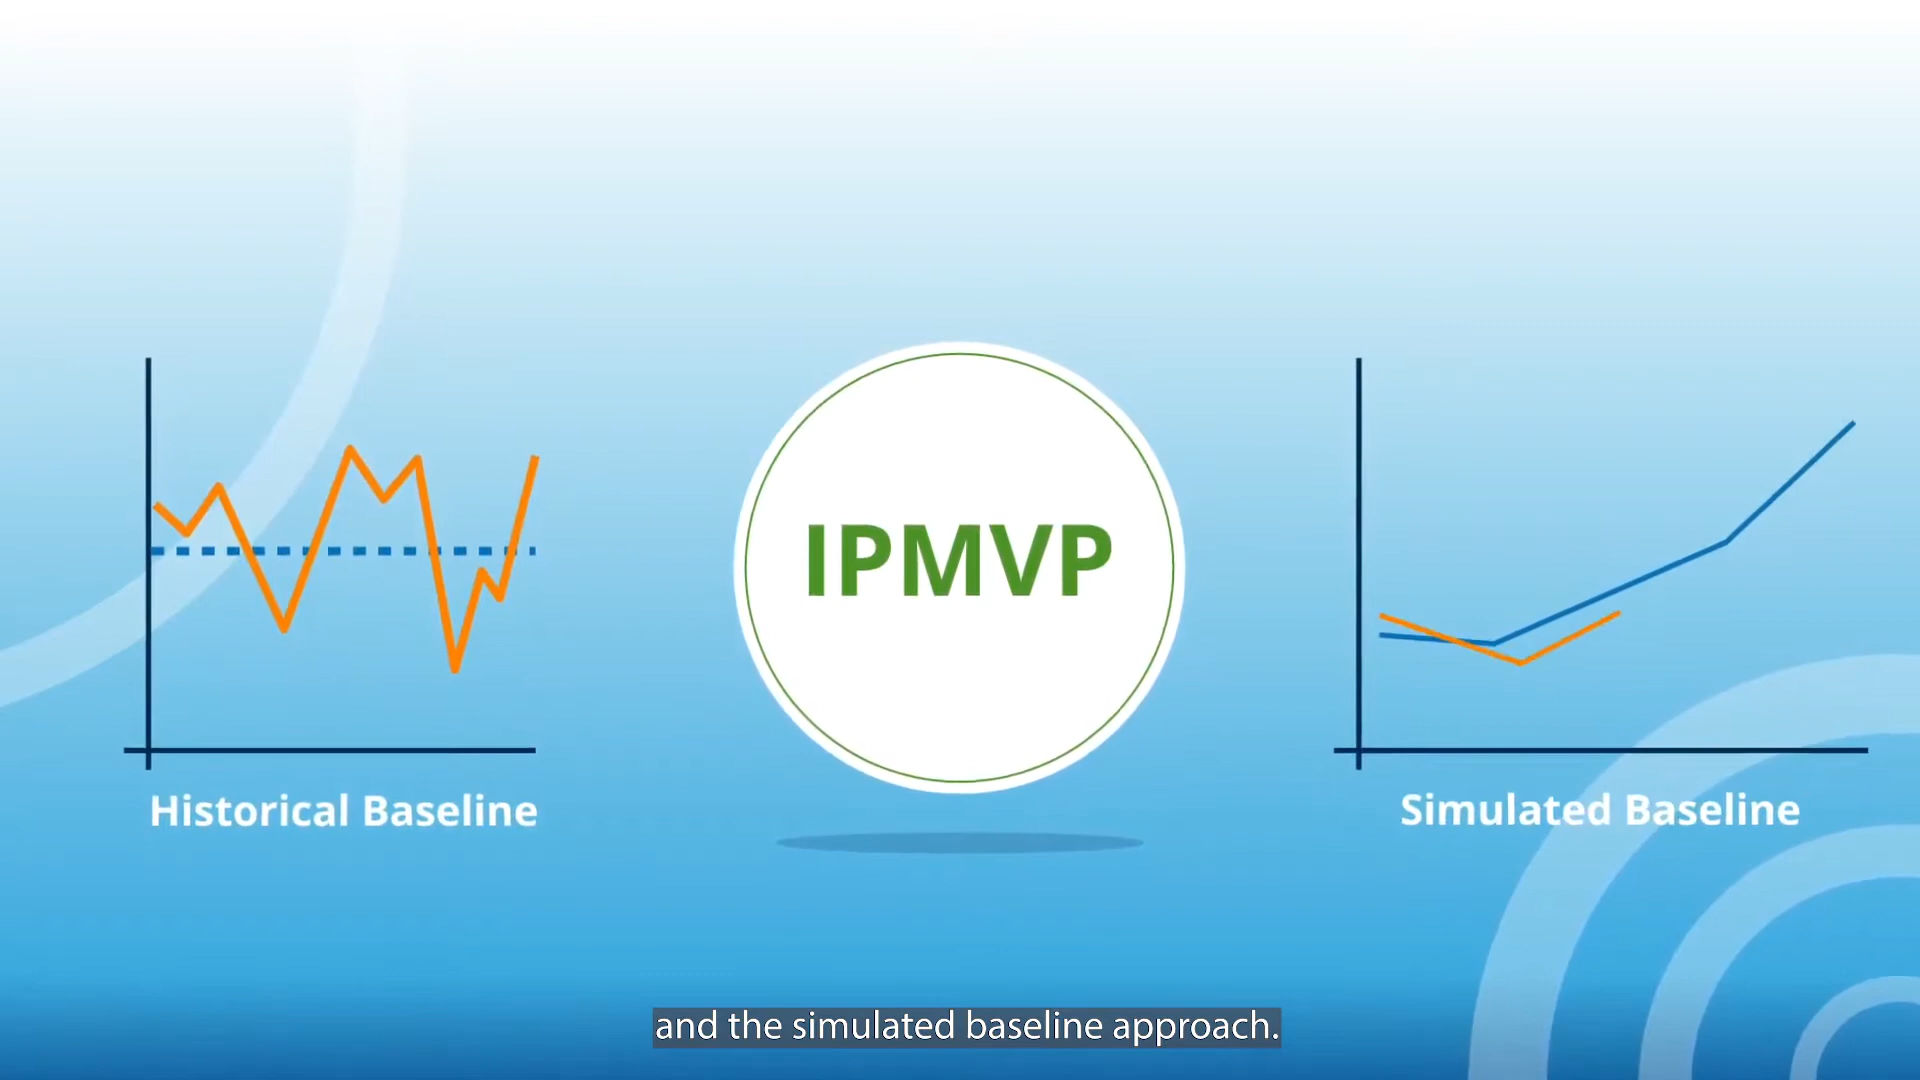 IPMVP
Historical Baseline
Simulated Baseline
and the simulated baseline approach.